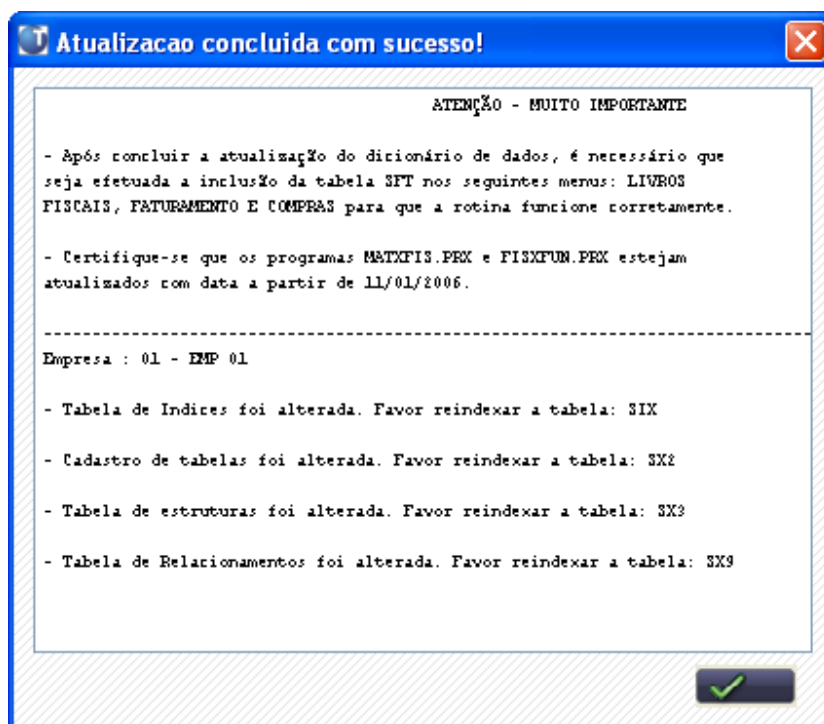 Atualizacao concluida com sucesso!
ATENÇÃO - MUITO IMPORTANTE
- Após concluir a atualização do dicionário de dados, é necessário que
seja efetuada a inclusão da tabela SFT nos seguintes menus: LIVROS
FISCAIS, FATURAMENTO E COMPRAS para que a rotina funcione corretamente.
- Certifique-se que os programas MATXFIS.PRX e FISXFUN.PRX estejam
atualizados com data a partir de 11/01/2006.
--------------------------------------------------------------------------------
Empresa : 01 - EMP 01
- Tabela de Indices foi alterada. Favor reindexar a tabela: SIX
- Cadastro de tabelas foi alterada. Favor reindexar a tabela: SX2
- Tabela de estruturas foi alterada. Favor reindexar a tabela: SX3
- Tabela de Relacionamentos foi alterada. Favor reindexar a tabela: SX9